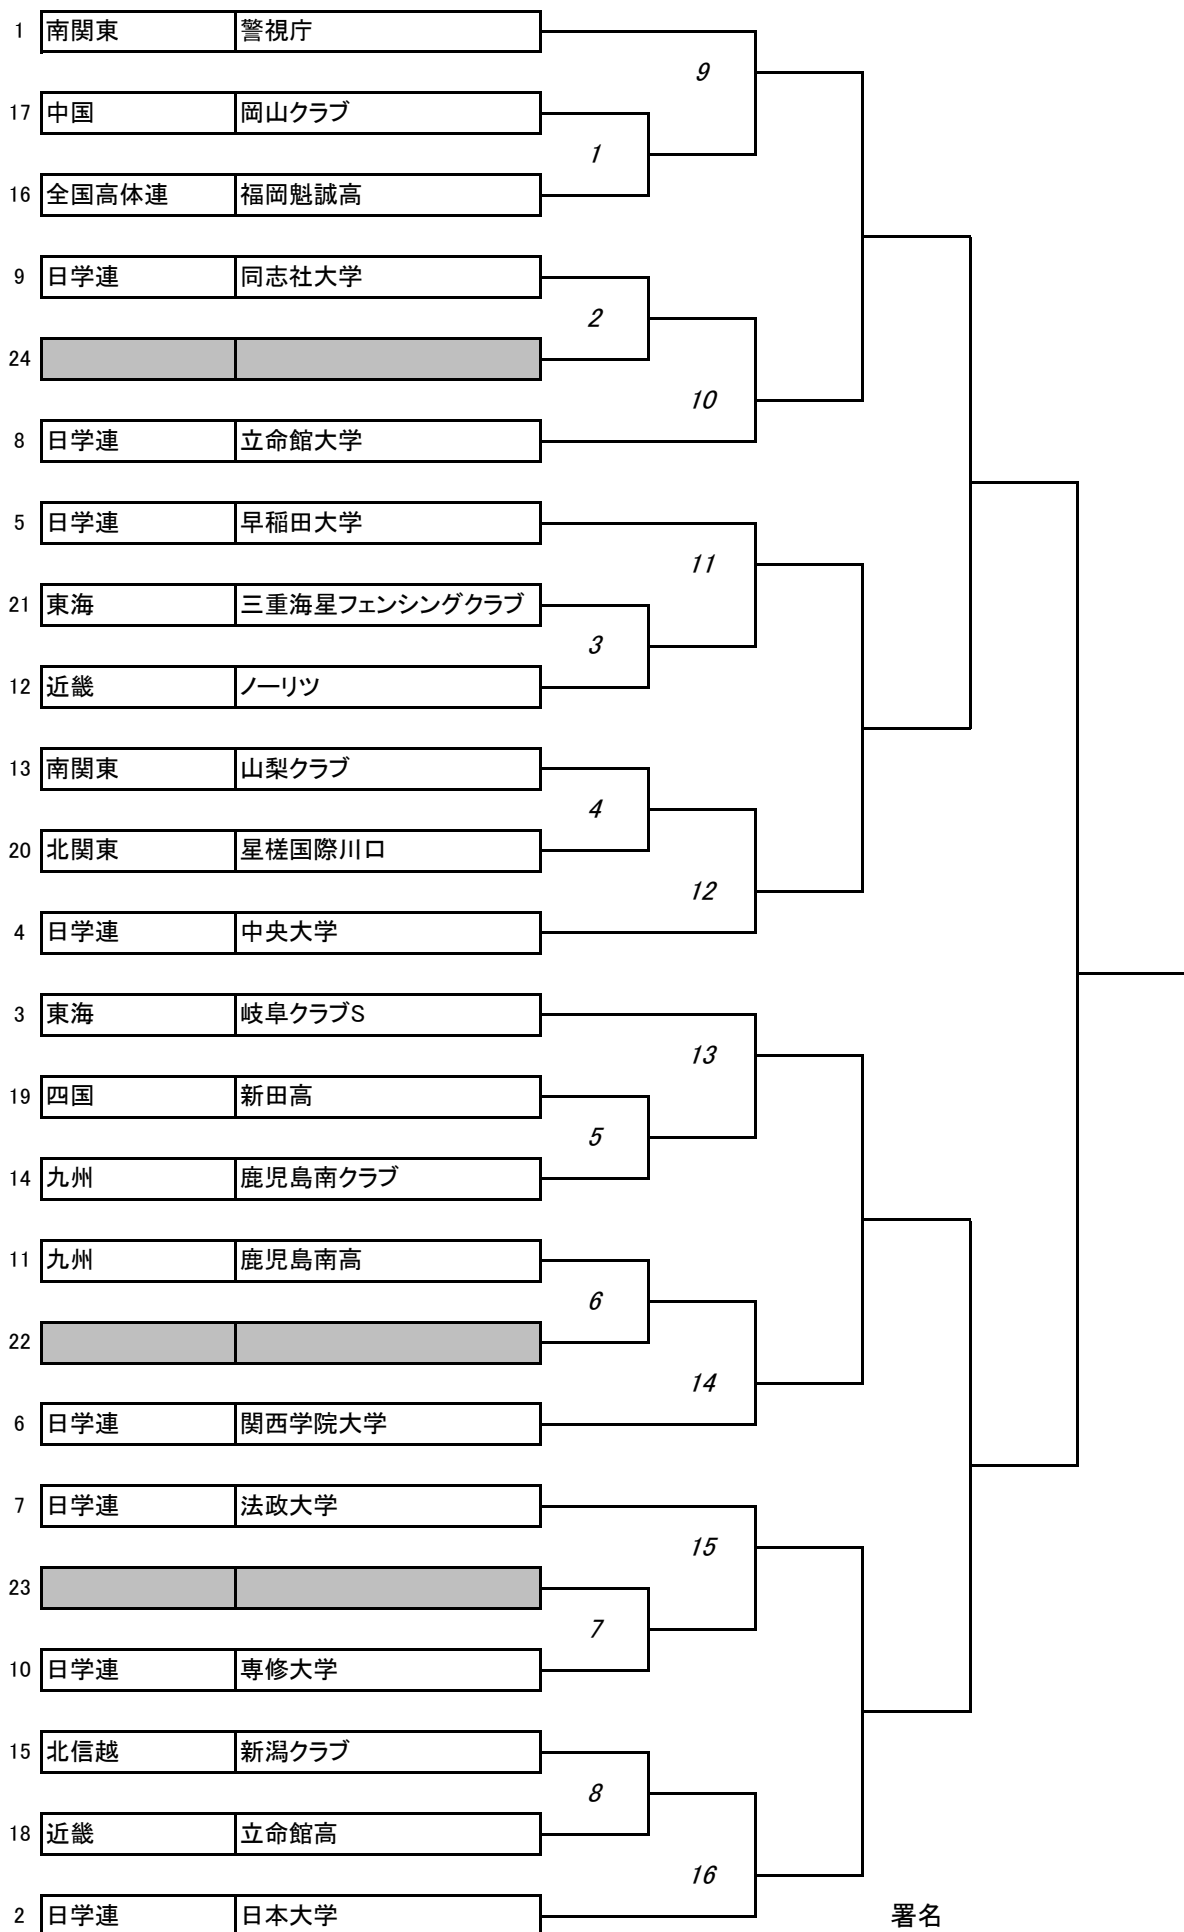 1 南関東 警視庁
9
17 中国 岡山クラブ
1
16 全国高体連 福岡魁誠高
9 日学連 同志社大学
2
24
10
8 日学連 立命館大学
5 日学連 早稲田大学
11
21 東海 三重海星フェンシングクラブ
3
12 近畿 ノーリツ
13 南関東 山梨クラブ
4
20 北関東 星槎国際川口
12
4 日学連 中央大学
3 東海 岐阜クラブS
13
19 四国 新田高
5
14 九州 鹿児島南クラブ
11 九州 鹿児島南高
6
22
14
6 日学連 関西学院大学
7 日学連 法政大学
15
23
7
10 日学連 専修大学
15 北信越 新潟クラブ
8
18 近畿 立命館高
16
2 日学連 日本大学 署名